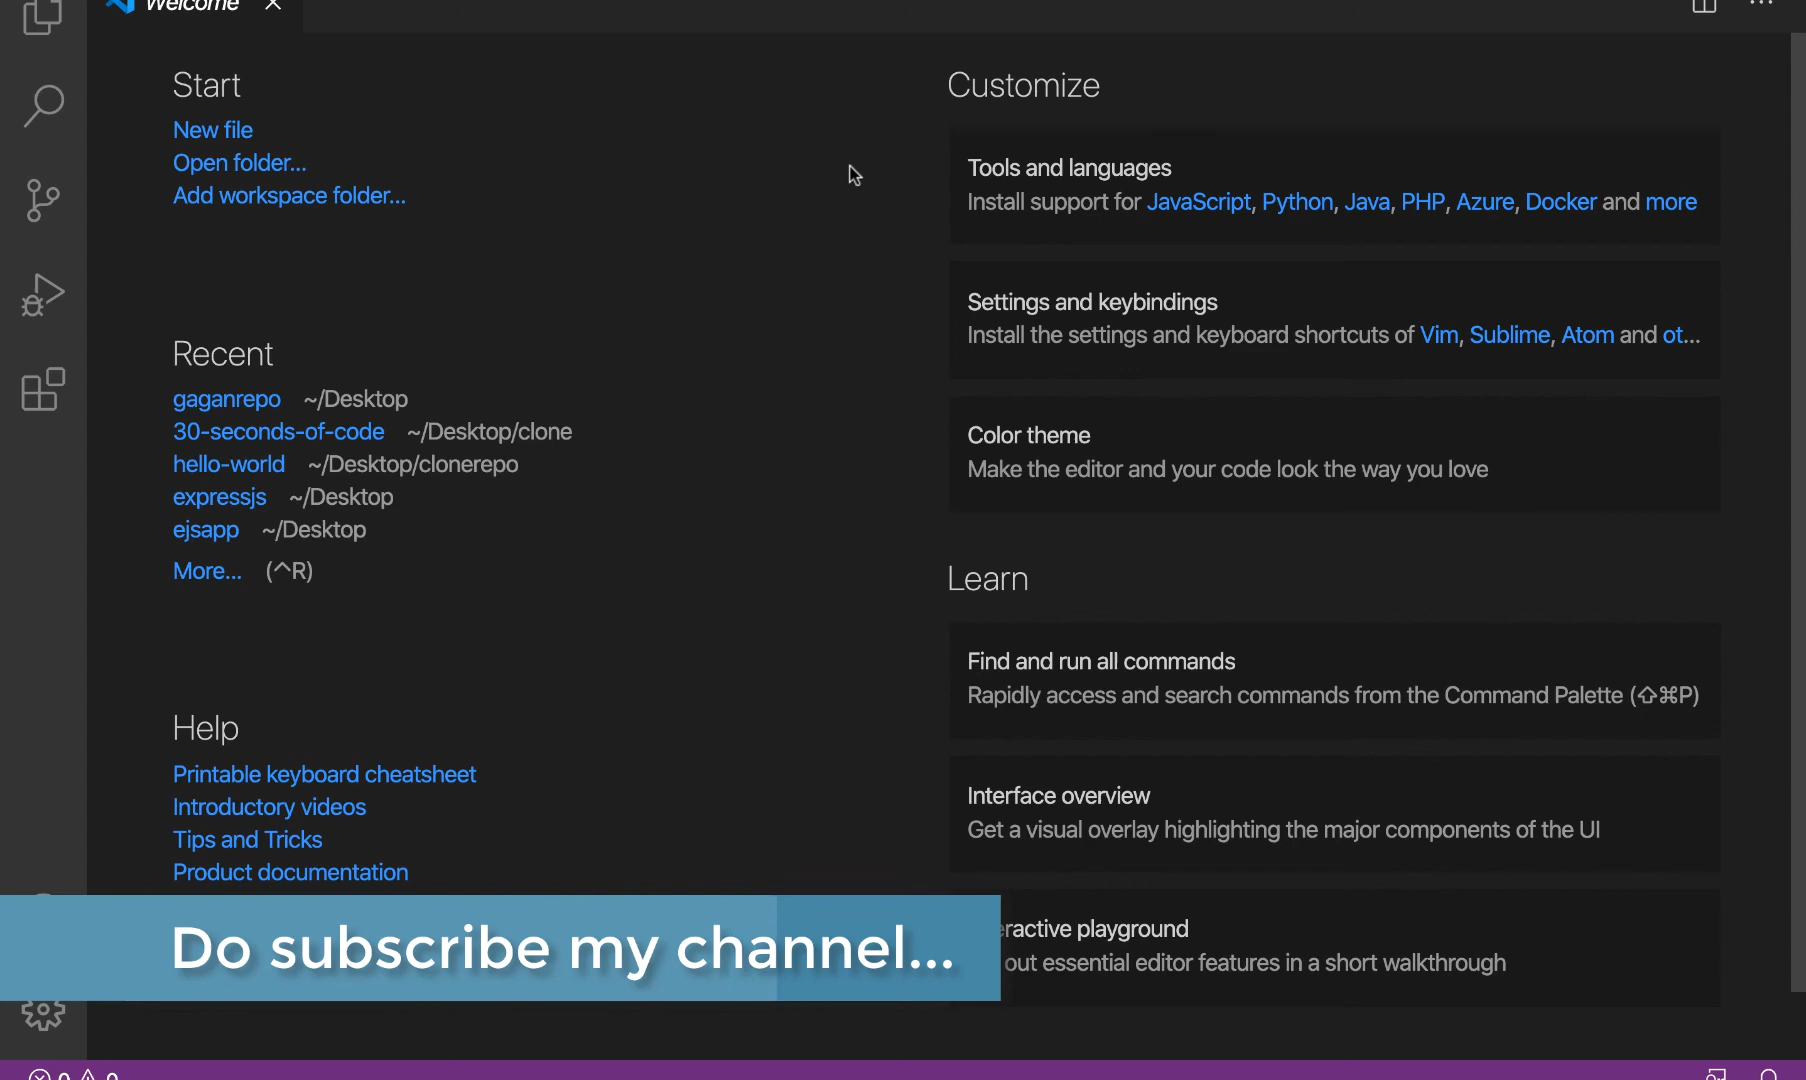 Welcome
Start
New file
Open folder...
Add workspace folder...
Recent
gaganrepo ~/Desktop
30-seconds-of-code ~/Desktop/clone
hello-world ~/Desktop/clonerepo
expressjs ~/Desktop
ejsapp ~/Desktop
More... (^R)
Help
Printable keyboard cheatsheet
Introductory videos
Tips and Tricks
Product documentation
Customize
Tools and languages
Install support for JavaScript, Python, Java, PHP, Azure, Docker and more
Settings and keybindings
Install the settings and keyboard shortcuts of Vim, Sublime, Atom and ot...
Color theme
Make the editor and your code look the way you love
Learn
Find and run all commands
Rapidly access and search commands from the Command Palette (⇧⌘P)
Interface overview
Get a visual overlay highlighting the major components of the UI
eractive playground
out essential editor features in a short walkthrough
Do subscribe my channel...
0 0